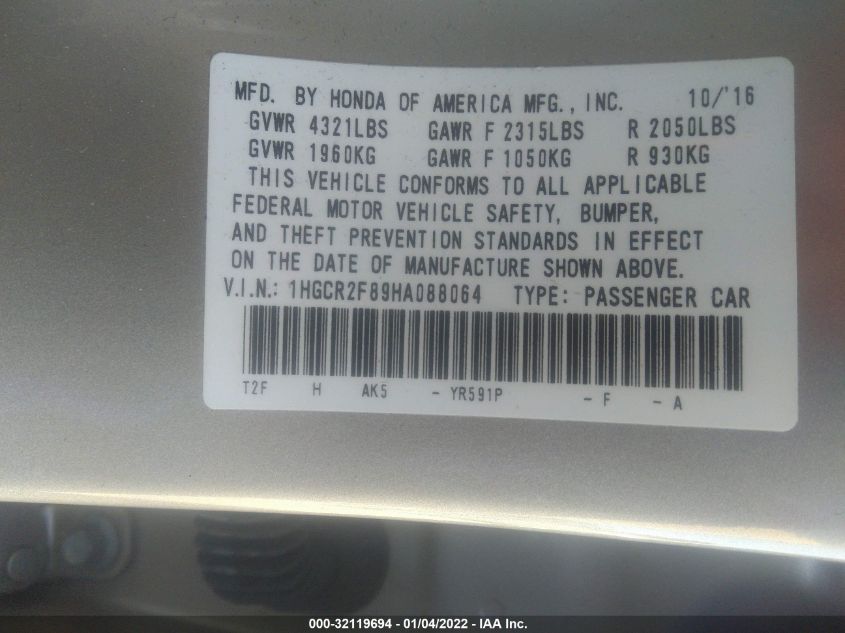 MFD. BY HONDA OF AMERICA MFG., INC. 10/'16
GVWR 4321LBS GAWR F 2315LBS R 2050LBS
GVWR 1960KG GAWR F 1050KG R 930KG
THIS VEHICLE CONFORMS TO ALL APPLICABLE
FEDERAL MOTOR VEHICLE SAFETY, BUMPER,
AND THEFT PREVENTION STANDARDS IN EFFECT
ON THE DATE OF MANUFACTURE SHOWN ABOVE.
V.I.N.: 1HGCR2F89HA088064 TYPE: PASSENGER CAR
T2F H AK5 - YR591P - F - A
000-32119694 - 01/04/2022 - IAA Inc.